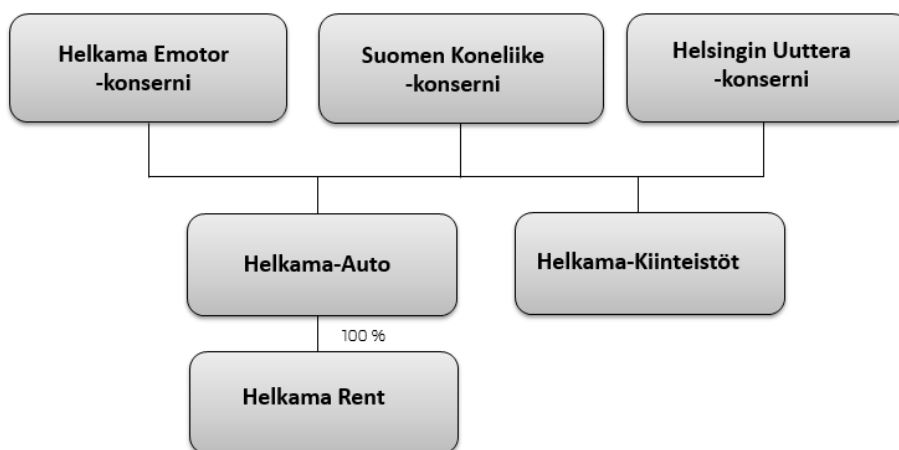 Helkama Emotor
-konserni
Suomen Koneliike
-konserni
Helsingin Uuttera
-konserni
Helkama-Auto
Helkama-Kiinteistöt
100 %
Helkama Rent